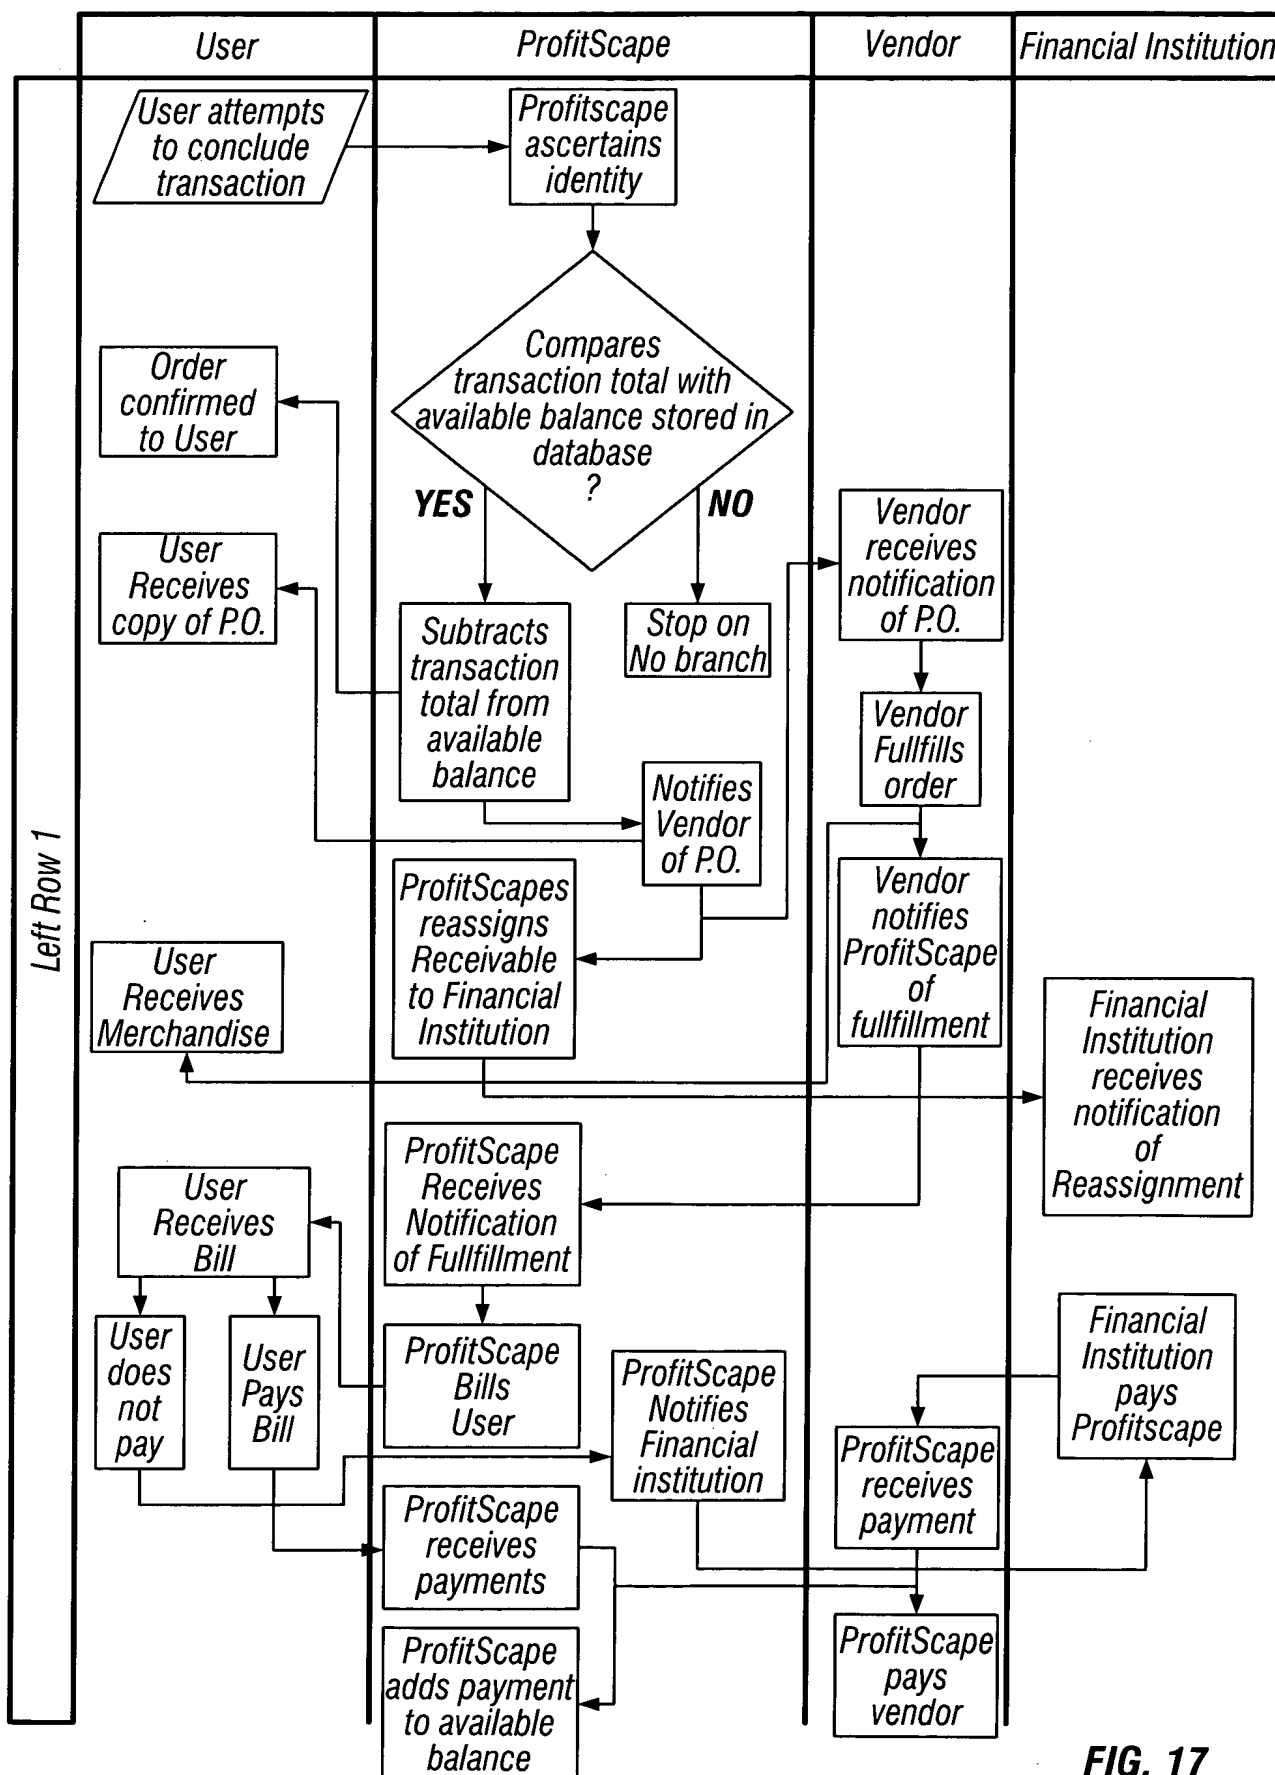 User
ProfitScape
Vendor
Financial Institution
Left Row 1
User attempts
to conclude
transaction
Profitscape
ascertains
identity
Compares
transaction total with
available balance stored in
database
?
YES
NO
Order
confirmed
to User
User
Receives
copy of P.O.
Subtracts
transaction
total from
available
balance
Stop on
No branch
Vendor
receives
notification
of P.O.
Vendor
Fullfills
order
Notifies
Vendor
of P.O.
ProfitScapes
reassigns
Receivable
to Financial
Institution
Vendor
notifies
ProfitScape
of
fullfillment
User
Receives
Merchandise
Financial
Institution
receives
notification
of
Reassignment
ProfitScape
Receives
Notification
of Fullfillment
User
Receives
Bill
User
does
not
pay
User
Pays
Bill
ProfitScape
Bills
User
ProfitScape
Notifies
Financial
institution
Financial
Institution
pays
Profitscape
ProfitScape
receives
payment
ProfitScape
receives
payments
ProfitScape
adds payment
to available
balance
ProfitScape
pays
vendor
FIG. 17